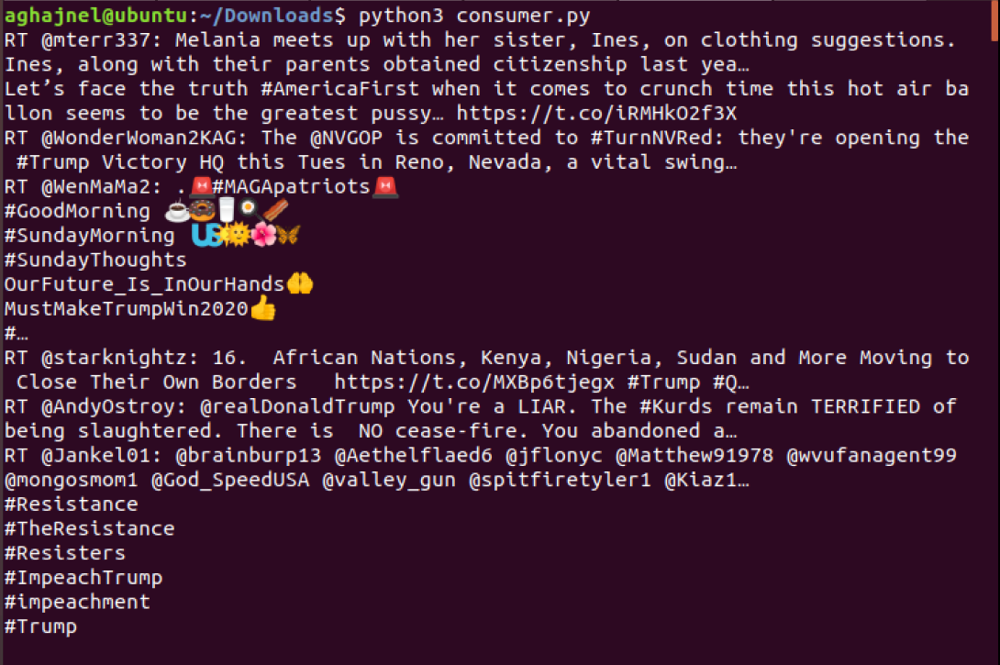 aghajnel@ubuntu:~/Downloads$ python3 consumer.py
RT @mterr337: Melania meets up with her sister, Ines, on clothing suggestions.
Ines, along with their parents obtained citizenship last yea…
Let’s face the truth #AmericaFirst when it comes to crunch time this hot air ba
llon seems to be the greatest pussy… https://t.co/iRMHkO2f3X
RT @WonderWoman2KAG: The @NVGOP is committed to #TurnNVRed: they're opening the
#Trump Victory HQ this Tues in Reno, Nevada, a vital swing…
RT @WenMaMa2: .🚨#MAGApatriots🚨
#GoodMorning ☕🍩🥛🍳🥓
#SundayMorning 🇺🇸🌞🌺🦋
#SundayThoughts
OurFuture_Is_InOurHands🤲
MustMakeTrumpWin2020👍
#…
RT @starknightz: 16.  African Nations, Kenya, Nigeria, Sudan and More Moving to
Close Their Own Borders   https://t.co/MXBp6tjegx #Trump #Q…
RT @AndyOstroy: @realDonaldTrump You're a LIAR. The #Kurds remain TERRIFIED of
being slaughtered. There is  NO cease-fire. You abandoned a…
RT @Jankel01: @brainburp13 @Aethelflaed6 @jflonyc @Matthew91978 @wvufanagent99
@mongosmom1 @God_SpeedUSA @valley_gun @spitfiretyler1 @Kiaz1…
#Resistance
#TheResistance
#Resisters
#ImpeachTrump
#impeachment
#Trump